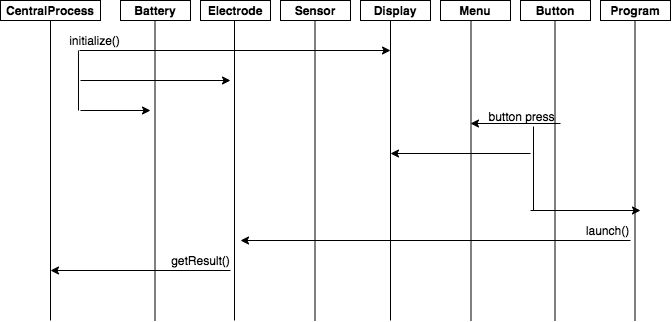 CentralProcess
Battery
Electrode
Sensor
Display
Menu
Button
Program
initialize()
button press
launch()
getResult()